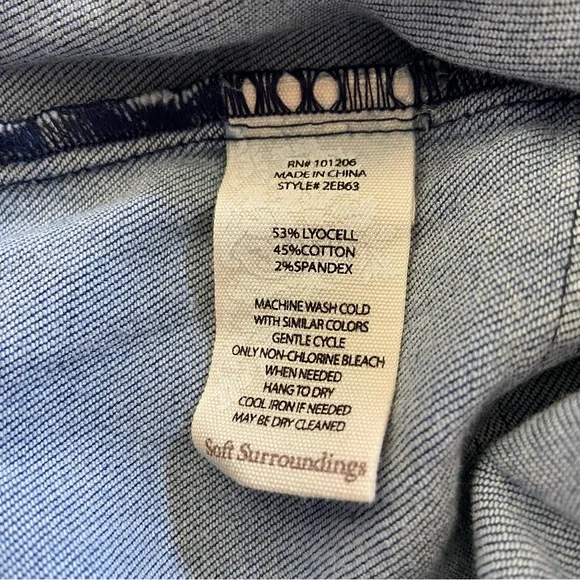 RN# 101206
MADE IN CHINA
STYLE# 2EB63
53% LYOCELL
45%COTTON
2%SPANDEX
MACHINE WASH COLD
WITH SIMILAR COLORS
GENTLE CYCLE
ONLY NON-CHLORINE BLEACH
WHEN NEEDED
HANG TO DRY
COOL IRON IF NEEDED
MAY BE DRY CLEANED
Soft Surroundings